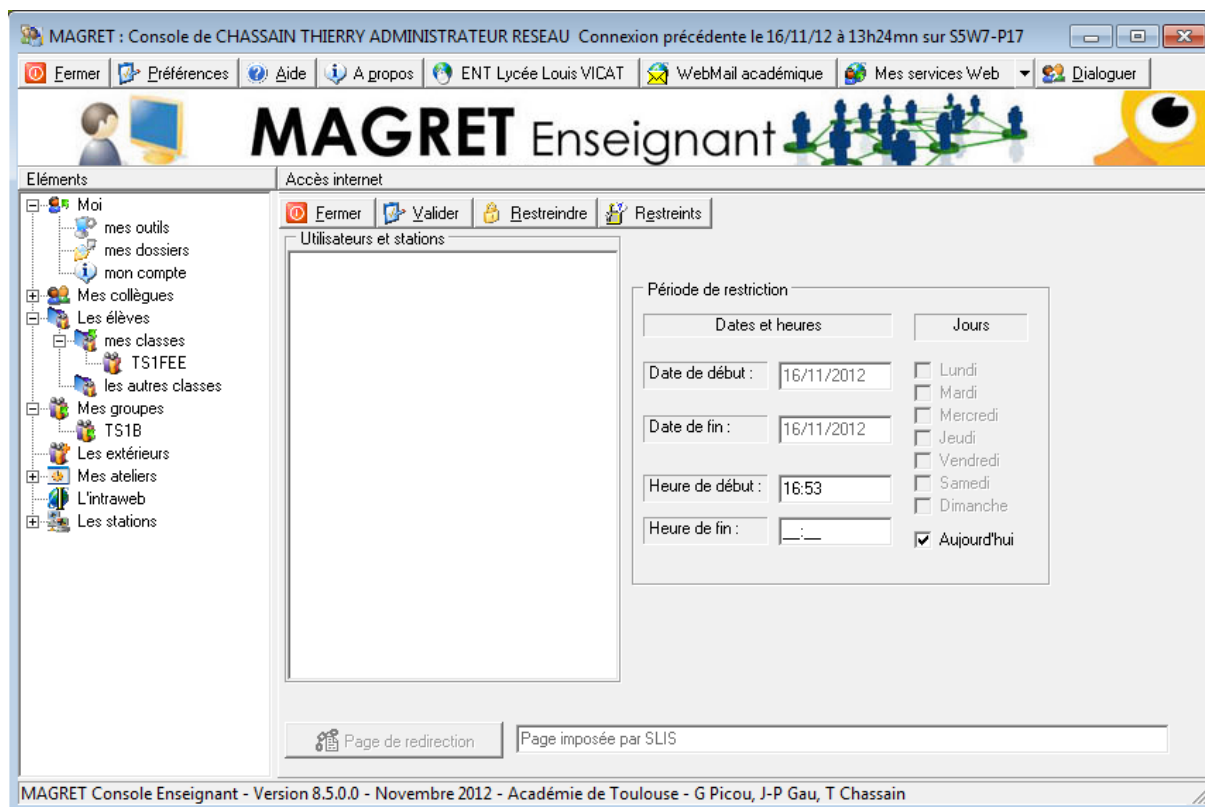 MAGRET : Console de CHASSAIN THIERRY ADMINISTRATEUR RESEAU Connexion précédente le 16/11/12 à 13h24mn sur S5W7-P17
Fermer Préférences Aide A propos ENT Lycée Louis VICAT WebMail académique Mes services Web Dialoguer
MAGRET Enseignant
Eléments
Accès internet
Moi
mes outils
mes dossiers
mon compte
Mes collègues
Les élèves
mes classes
TS1FEE
les autres classes
Mes groupes
TS1B
Les extérieurs
Mes ateliers
L'intraweb
Les stations
Fermer Valider Restreindre Restreints
Utilisateurs et stations
Période de restriction
Dates et heures
Jours
Date de début : 16/11/2012
Date de fin : 16/11/2012
Heure de début : 16:53
Heure de fin : __:__
Lundi
Mardi
Mercredi
Jeudi
Vendredi
Samedi
Dimanche
Aujourd'hui
Page de redirection
Page imposée par SLIS
MAGRET Console Enseignant - Version 8.5.0.0 - Novembre 2012 - Académie de Toulouse - G Picou, J-P Gau, T Chassain